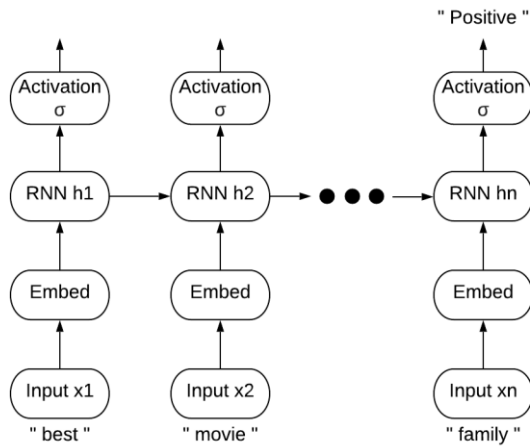 " Positive "
Activation
σ
Activation
σ
Activation
σ
RNN h1
RNN h2
RNN hn
Embed
Embed
Embed
Input x1
Input x2
Input xn
" best "
" movie "
" family "